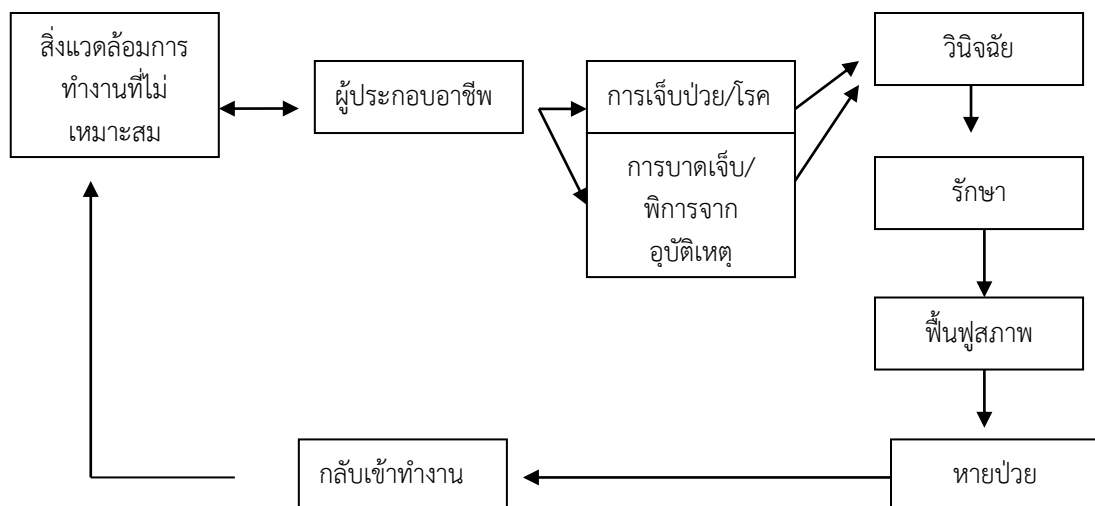 สิ่งแวดล้อมการ
ทำงานที่ไม่
เหมาะสม
ผู้ประกอบอาชีพ
การเจ็บป่วย/โรค
การบาดเจ็บ/
พิการจาก
อุบัติเหตุ
วินิจฉัย
รักษา
ฟื้นฟูสภาพ
หายป่วย
กลับเข้าทำงาน